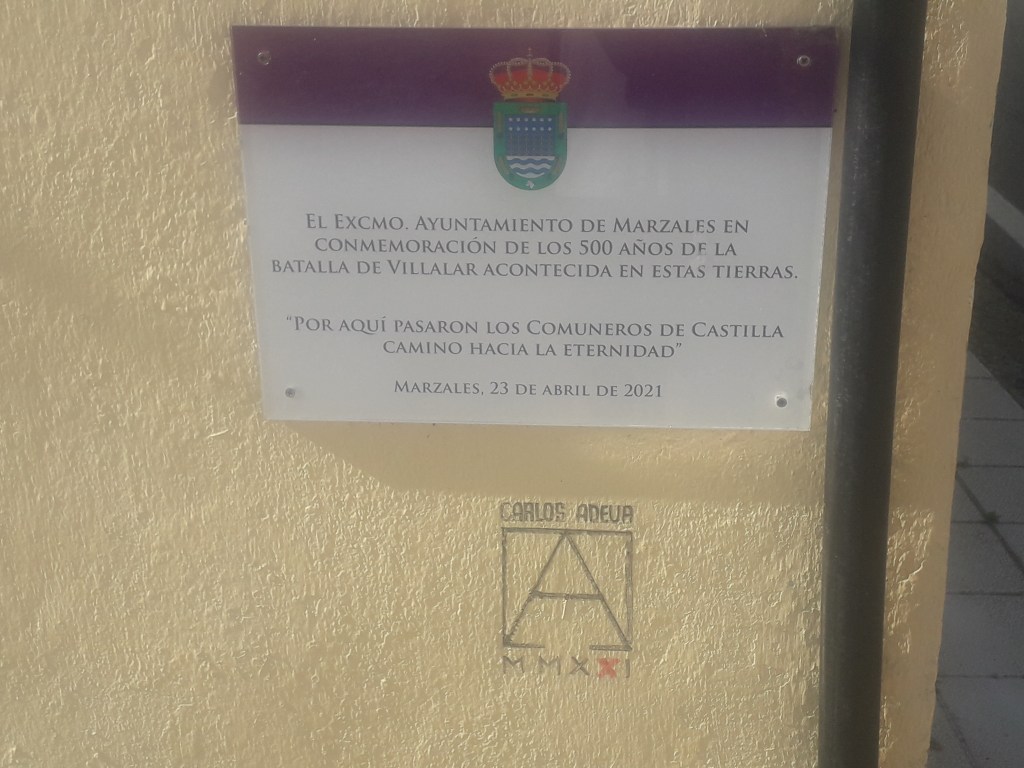 El Excmo. Ayuntamiento de Marzales en
conmemoración de los 500 años de la
batalla de Villalar acontecida en estas tierras.
“Por aquí pasaron los Comuneros de Castilla
camino hacia la eternidad”
Marzales, 23 de abril de 2021
CARLOS ADEVA
A
MMXXI